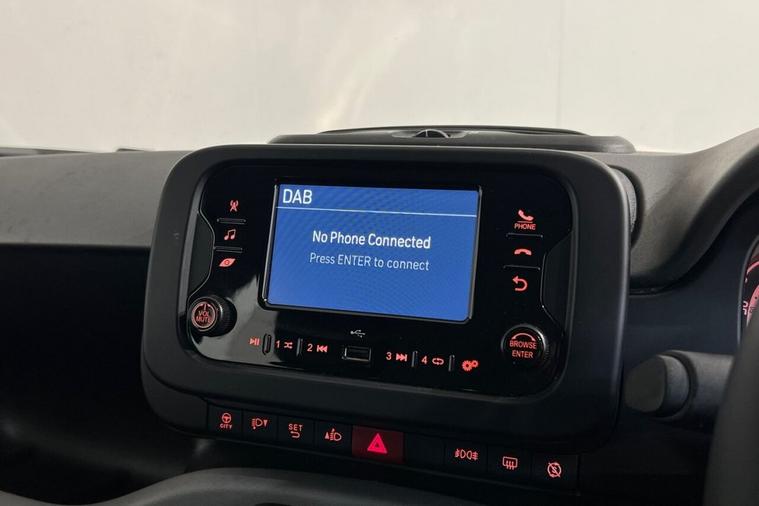 DAB
No Phone Connected
Press ENTER to connect
PHONE
VOL
MUTE
1
2
3
4
BROWSE
ENTER
CITY
SET